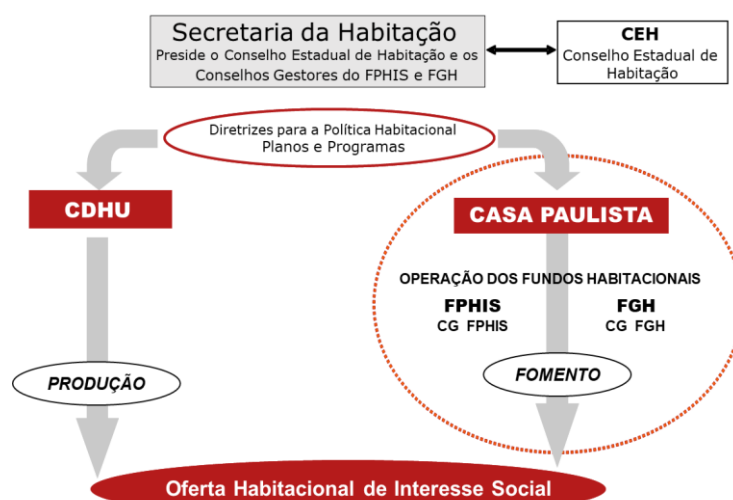 Secretaria da Habitação
Preside o Conselho Estadual de Habitação e os
Conselhos Gestores do FPHIS e FGH
CEH
Conselho Estadual de
Habitação
Diretrizes para a Política Habitacional
Planos e Programas
CDHU
CASA PAULISTA
OPERAÇÃO DOS FUNDOS HABITACIONAIS
FPHIS
CG FPHIS
FGH
CG FGH
PRODUÇÃO
FOMENTO
Oferta Habitacional de Interesse Social